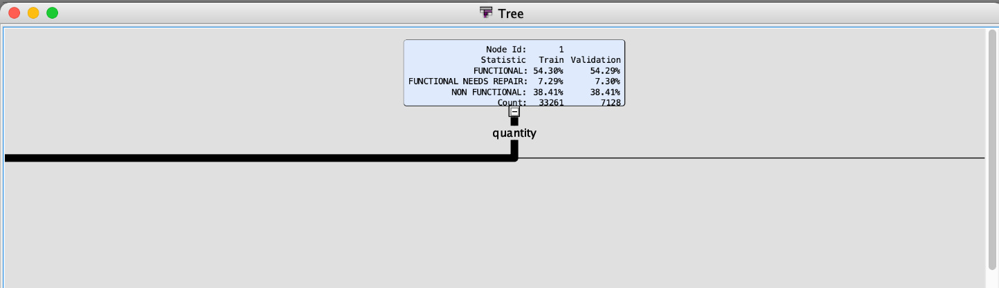 Tree
Node Id: 1
Statistic Train Validation
FUNCTIONAL: 54.30% 54.29%
FUNCTIONAL NEEDS REPAIR: 7.29% 7.30%
NON FUNCTIONAL: 38.41% 38.41%
Count: 33261 7128
quantity